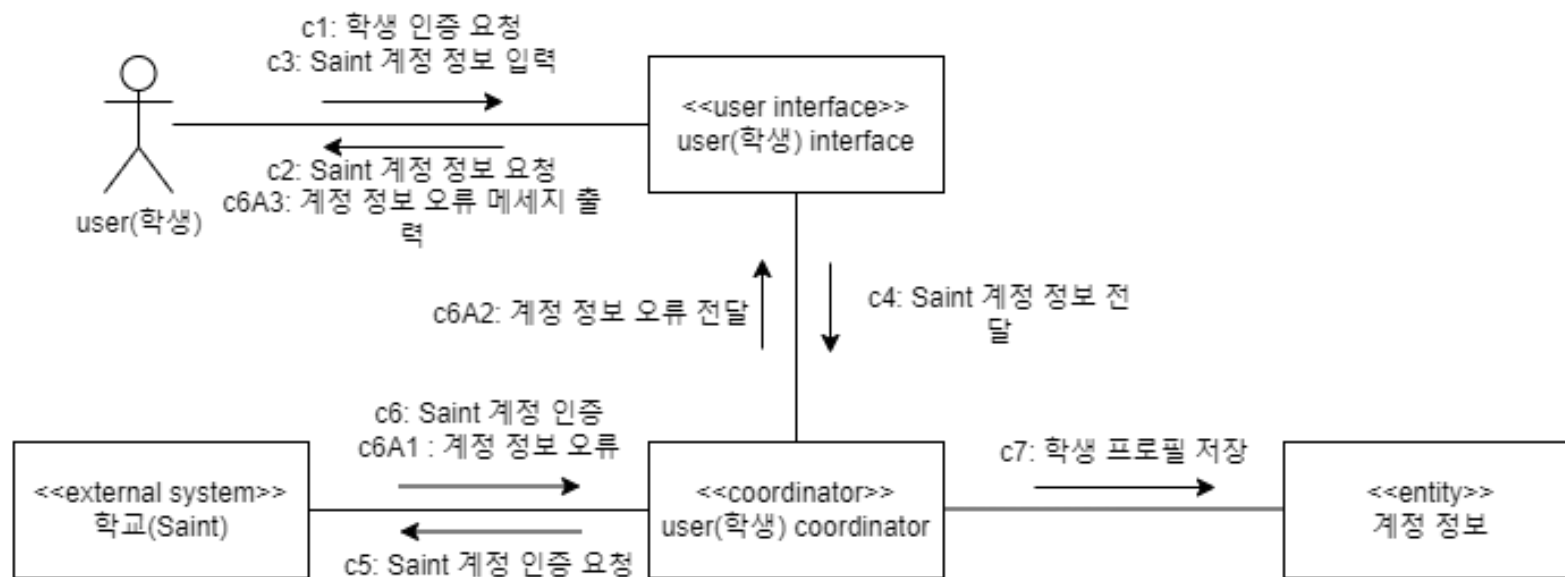 c1: 학생 인증 요청
c3: Saint 계정 정보 입력
<<user interface>>
user(학생) interface
c2: Saint 계정 정보 요청
c6A3: 계정 정보 오류 메세지 출
력
user(학생)
c6A2: 계정 정보 오류 전달
c4: Saint 계정 정보 전
달
c6: Saint 계정 인증
c6A1 : 계정 정보 오류
c7: 학생 프로필 저장
<<external system>>
학교(Saint)
<<coordinator>>
user(학생) coordinator
<<entity>>
계정 정보
c5: Saint 계정 인증 요청